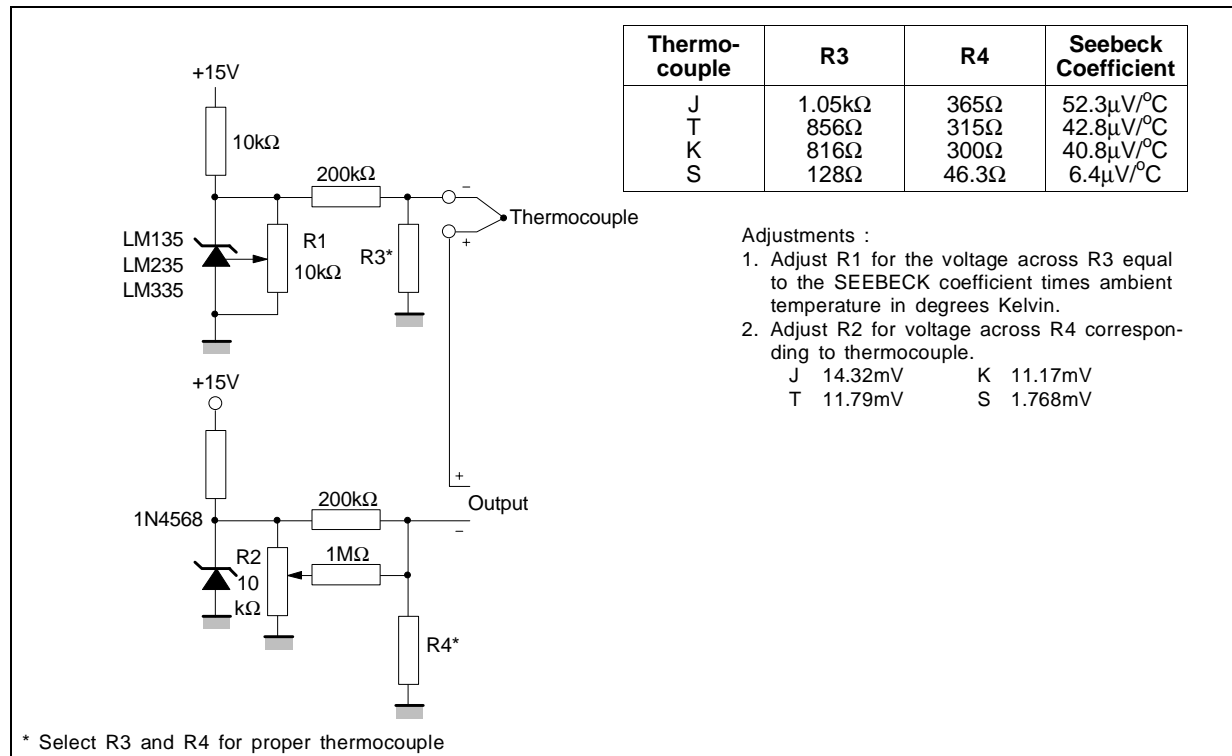 +15V
10kΩ
200kΩ
–
Thermocouple
+
LM135
LM235
LM335
R1
10kΩ
R3*
+15V
+
Output
–
200kΩ
1N4568
R2
10
kΩ
1MΩ
R4*
* Select R3 and R4 for proper thermocouple
Thermo-
couple R3 R4 Seebeck
Coefficient
J 1.05kΩ 365Ω 52.3µV/°C
T 856Ω 315Ω 42.8µV/°C
K 816Ω 300Ω 40.8µV/°C
S 128Ω 46.3Ω 6.4µV/°C
Adjustments :
1. Adjust R1 for the voltage across R3 equal
to the SEEBECK coefficient times ambient
temperature in degrees Kelvin.
2. Adjust R2 for voltage across R4 correspon-
ding to thermocouple.
J 14.32mV K 11.17mV
T 11.79mV S 1.768mV